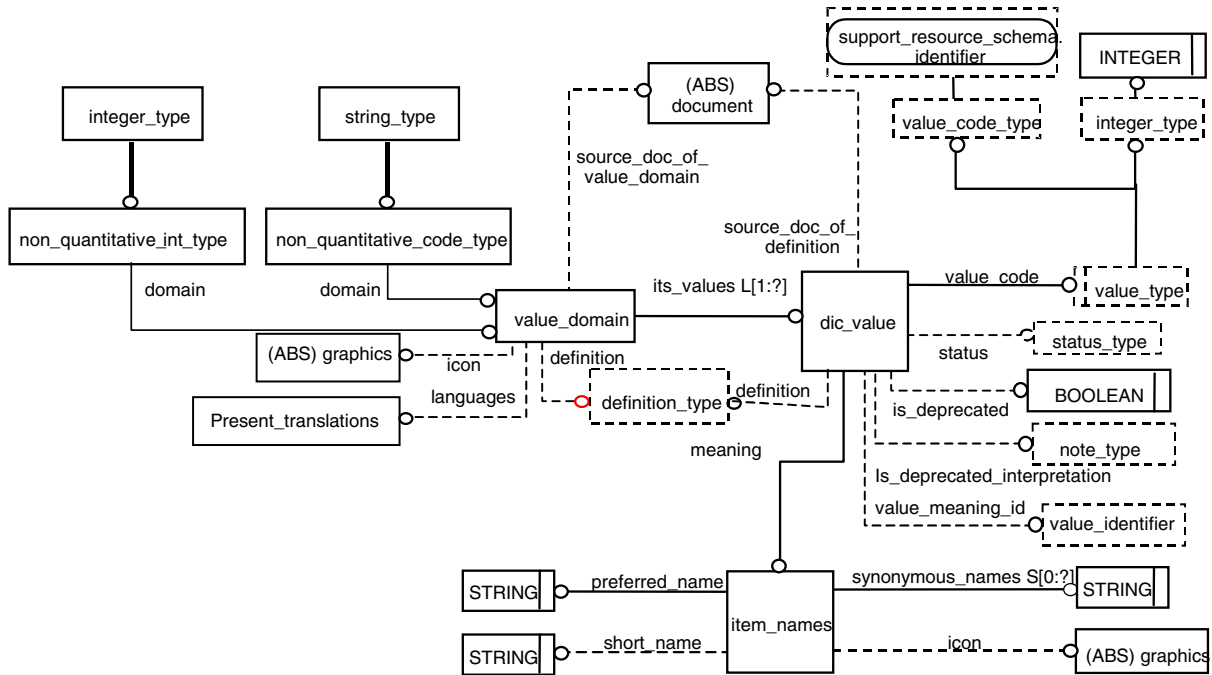 support_resource_schema.
identifier
(ABS)
document
INTEGER
integer_type
string_type
value_code_type
integer_type
source_doc_of_
value_domain
non_quantitative_int_type
non_quantitative_code_type
source_doc_of_
definition
domain
domain
its_values L[1:?]
value_code
value_type
value_domain
dic_value
(ABS) graphics
icon
definition
status
status_type
languages
definition_type
definition
is_deprecated
BOOLEAN
Present_translations
meaning
note_type
Is_deprecated_interpretation
value_meaning_id
value_identifier
STRING
preferred_name
synonymous_names S[0:?]
STRING
item_names
STRING
short_name
icon
(ABS) graphics